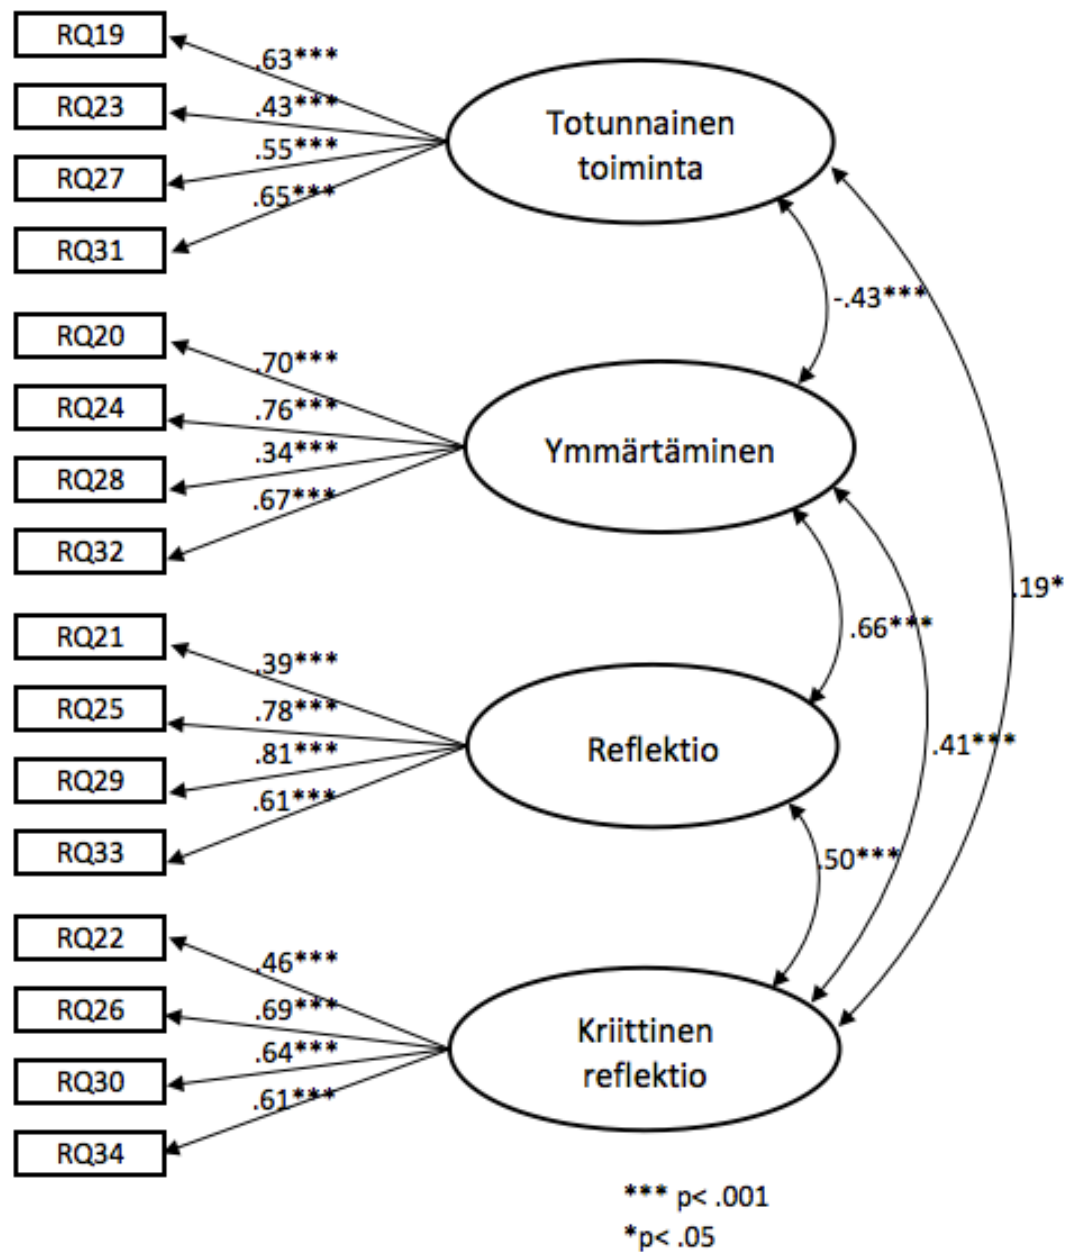 RQ19
.63***
RQ23
.43***
RQ27
.55***
RQ31
.65***
Totunnainen
toiminta
-.43***
RQ20
.70***
RQ24
.76***
RQ28
.34***
RQ32
.67***
Ymmärtäminen
.19*
.66***
RQ21
.39***
RQ25
.78***
RQ29
.81***
RQ33
.61***
Reflektio
.41***
.50***
RQ22
.46***
RQ26
.69***
RQ30
.64***
RQ34
.61***
Kriittinen
reflektio
*** p< .001
*p< .05